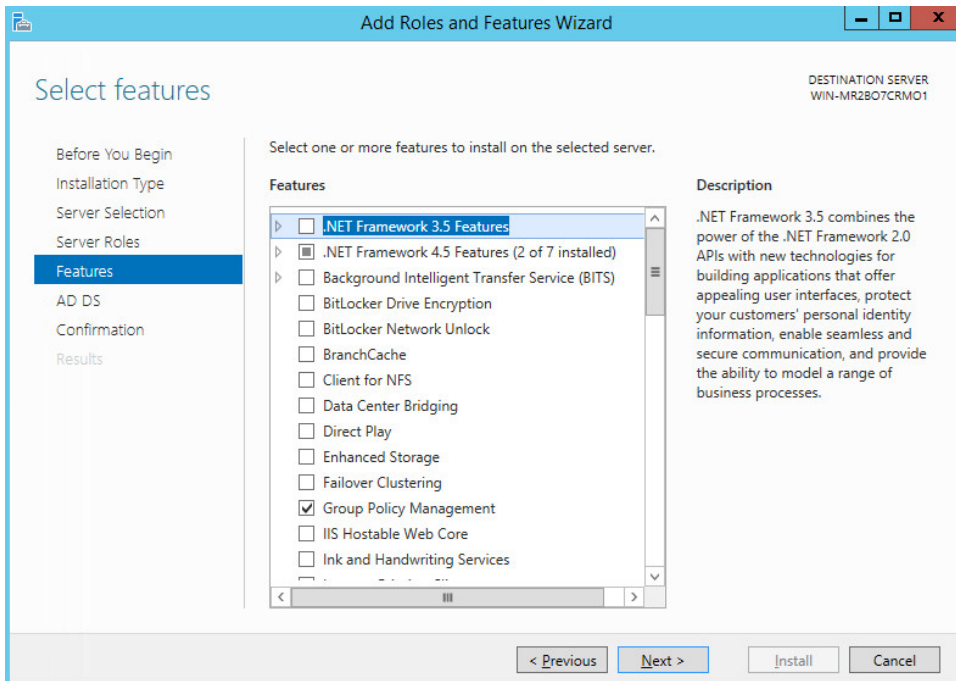 Add Roles and Features Wizard
Select features
DESTINATION SERVER
WIN-MR2BO7CRMO1
Before You Begin
Installation Type
Server Selection
Server Roles
Features
AD DS
Confirmation
Results
Select one or more features to install on the selected server.
Features
.NET Framework 3.5 Features
.NET Framework 4.5 Features (2 of 7 installed)
Background Intelligent Transfer Service (BITS)
BitLocker Drive Encryption
BitLocker Network Unlock
BranchCache
Client for NFS
Data Center Bridging
Direct Play
Enhanced Storage
Failover Clustering
Group Policy Management
IIS Hostable Web Core
Ink and Handwriting Services
Description
.NET Framework 3.5 combines the
power of the .NET Framework 2.0
APIs with new technologies for
building applications that offer
appealing user interfaces, protect
your customers' personal identity
information, enable seamless and
secure communication, and provide
the ability to model a range of
business processes.
< Previous
Next >
Install
Cancel